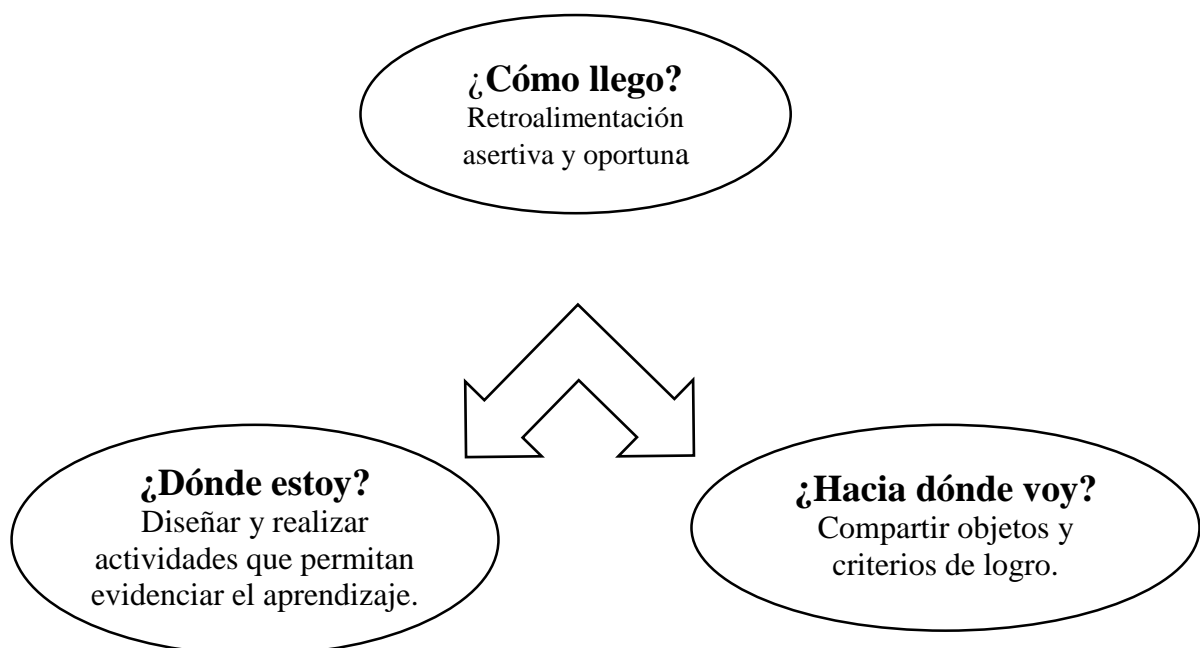 ¿Cómo llego?
Retroalimentación
asertiva y oportuna
¿Dónde estoy?
Diseñar y realizar
actividades que permitan
evidenciar el aprendizaje.
¿Hacia dónde voy?
Compartir objetos y
criterios de logro.